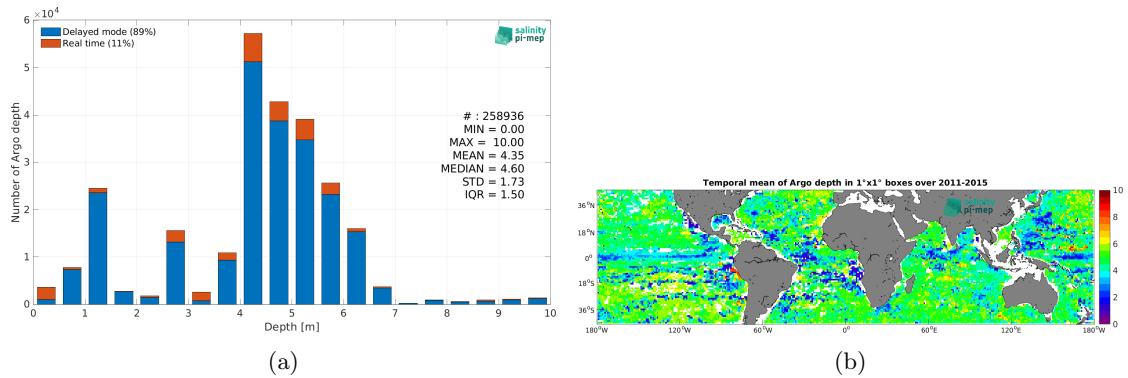 6 ×10⁴
Delayed mode (89%)
Real time (11%)
salinity
pi-mep
5
4
3
2
1
0
Number of Argo depth
# : 258936
MIN = 0.00
MAX = 10.00
MEAN = 4.35
MEDIAN = 4.60
STD = 1.73
IQR = 1.50
0 1 2 3 4 5 6 7 8 9 10
Depth [m]
(a)
Temporal mean of Argo depth in 1°x1° boxes over 2011-2015
salinity
pi-mep
36°N
18°N
0°
18°S
36°S
180°W 120°W 60°W 0° 60°E 120°E 180°W
10
8
6
4
2
0
(b)